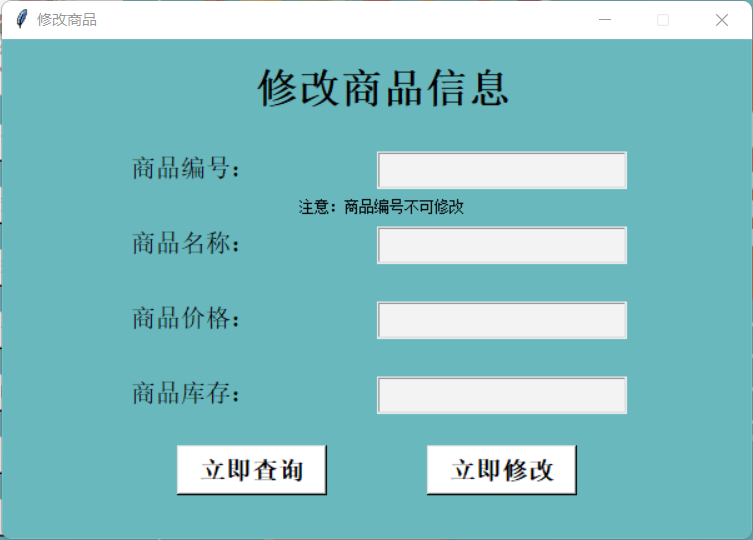 修改商品
修改商品信息
商品编号：
注意：商品编号不可修改
商品名称：
商品价格：
商品库存：
立即查询
立即修改